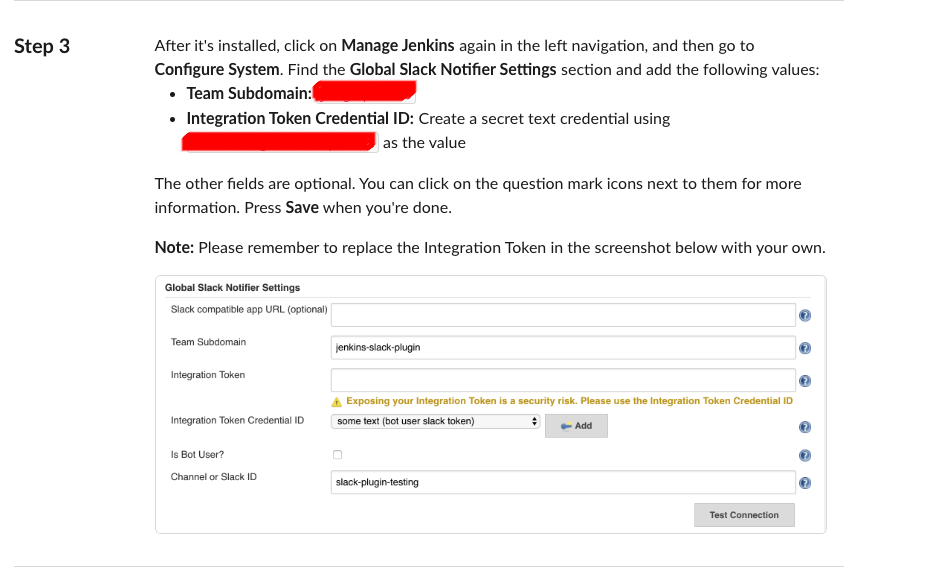 Step 3
After it's installed, click on Manage Jenkins again in the left navigation, and then go to
Configure System. Find the Global Slack Notifier Settings section and add the following values:
• Team Subdomain:
• Integration Token Credential ID: Create a secret text credential using
as the value
The other fields are optional. You can click on the question mark icons next to them for more
information. Press Save when you're done.
Note: Please remember to replace the Integration Token in the screenshot below with your own.
Global Slack Notifier Settings
Slack compatible app URL (optional)
Team Subdomain
jenkins-slack-plugin
Integration Token
Exposing your Integration Token is a security risk. Please use the Integration Token Credential ID
Integration Token Credential ID
some text (bot user slack token)
Add
Is Bot User?
Channel or Slack ID
slack-plugin-testing
Test Connection